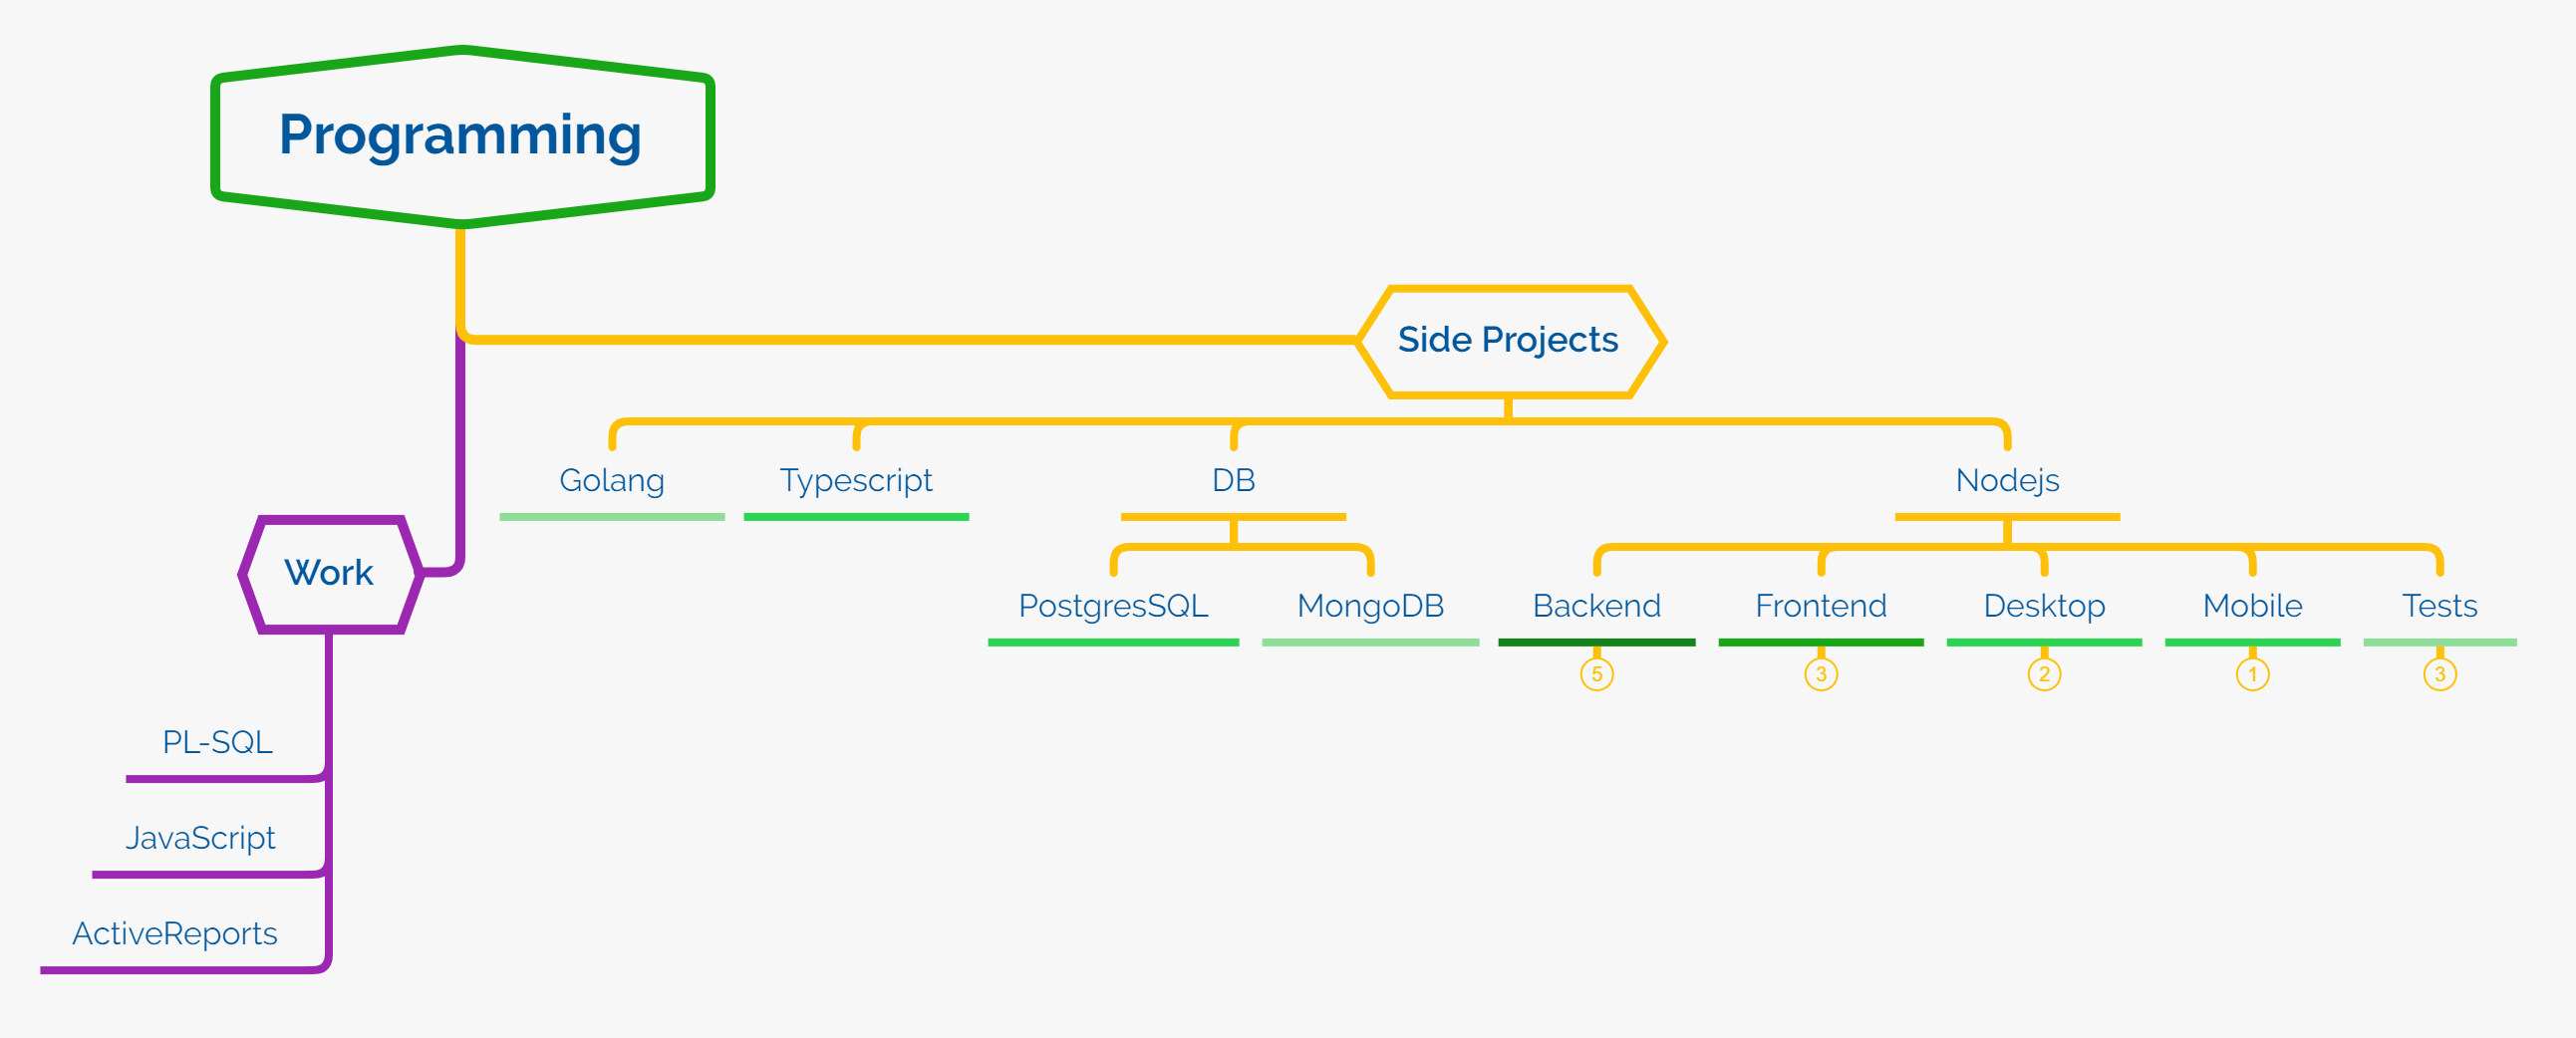 Programming
Side Projects
Golang
Typescript
DB
Nodejs
Work
PostgresSQL
MongoDB
Backend
Frontend
Desktop
Mobile
Tests
5
3
2
1
3
PL-SQL
JavaScript
ActiveReports